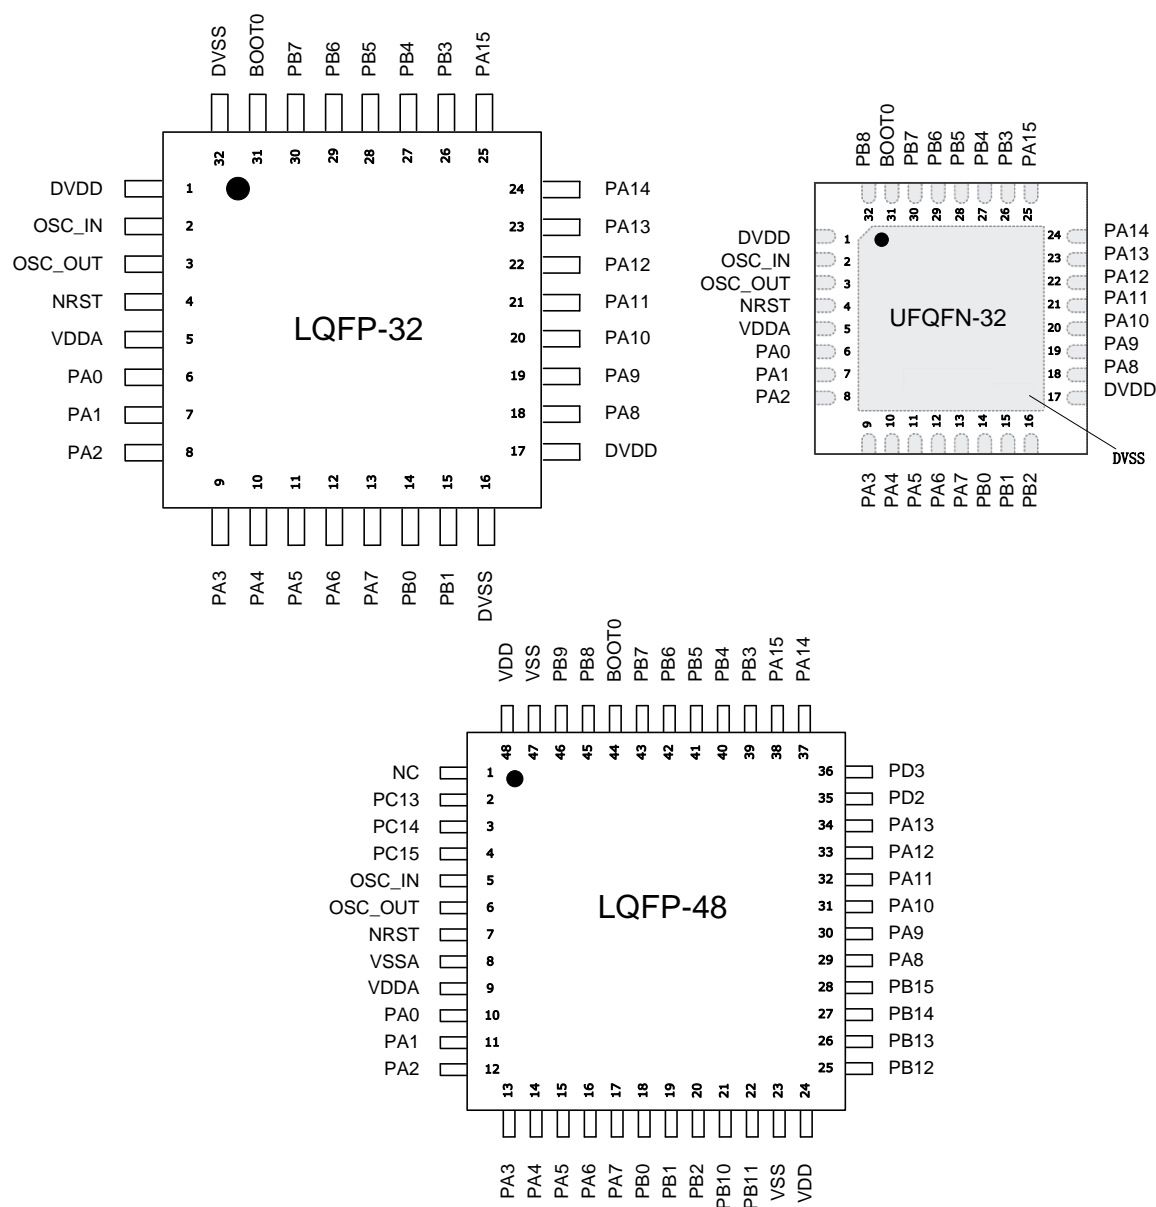 DVSS
BOOT0
PB7
PB6
PB5
PB4
PB3
PA15
32
31
30
29
28
27
26
25
DVDD 1
OSC_IN 2
OSC_OUT 3
NRST 4
VDDA 5
PA0 6
PA1 7
PA2 8
LQFP-32
24 PA14
23 PA13
22 PA12
21 PA11
20 PA10
19 PA9
18 PA8
17 DVDD
9
10
11
12
13
14
15
16
PA3
PA4
PA5
PA6
PA7
PB0
PB1
DVSS
PB8
BOOT0
PB7
PB6
PB5
PB4
PB3
PA15
32
31
30
29
28
27
26
25
DVDD 1
OSC_IN 2
OSC_OUT 3
NRST 4
VDDA 5
PA0 6
PA1 7
PA2 8
UFQFN-32
24 PA14
23 PA13
22 PA12
21 PA11
20 PA10
19 PA9
18 PA8
17 DVDD
9
10
11
12
13
14
15
16
DVSS
PA3
PA4
PA5
PA6
PA7
PB0
PB1
PB2
VDD
VSS
PB9
PB8
BOOT0
PB7
PB6
PB5
PB4
PB3
PA15
PA14
48
47
46
45
44
43
42
41
40
39
38
37
NC 1
PC13 2
PC14 3
PC15 4
OSC_IN 5
OSC_OUT 6
NRST 7
VSSA 8
VDDA 9
PA0 10
PA1 11
PA2 12
LQFP-48
36 PD3
35 PD2
34 PA13
33 PA12
32 PA11
31 PA10
30 PA9
29 PA8
28 PB15
27 PB14
26 PB13
25 PB12
13
14
15
16
17
18
19
20
21
22
23
24
PA3
PA4
PA5
PA6
PA7
PB0
PB1
PB2
PB10
PB11
VSS
VDD